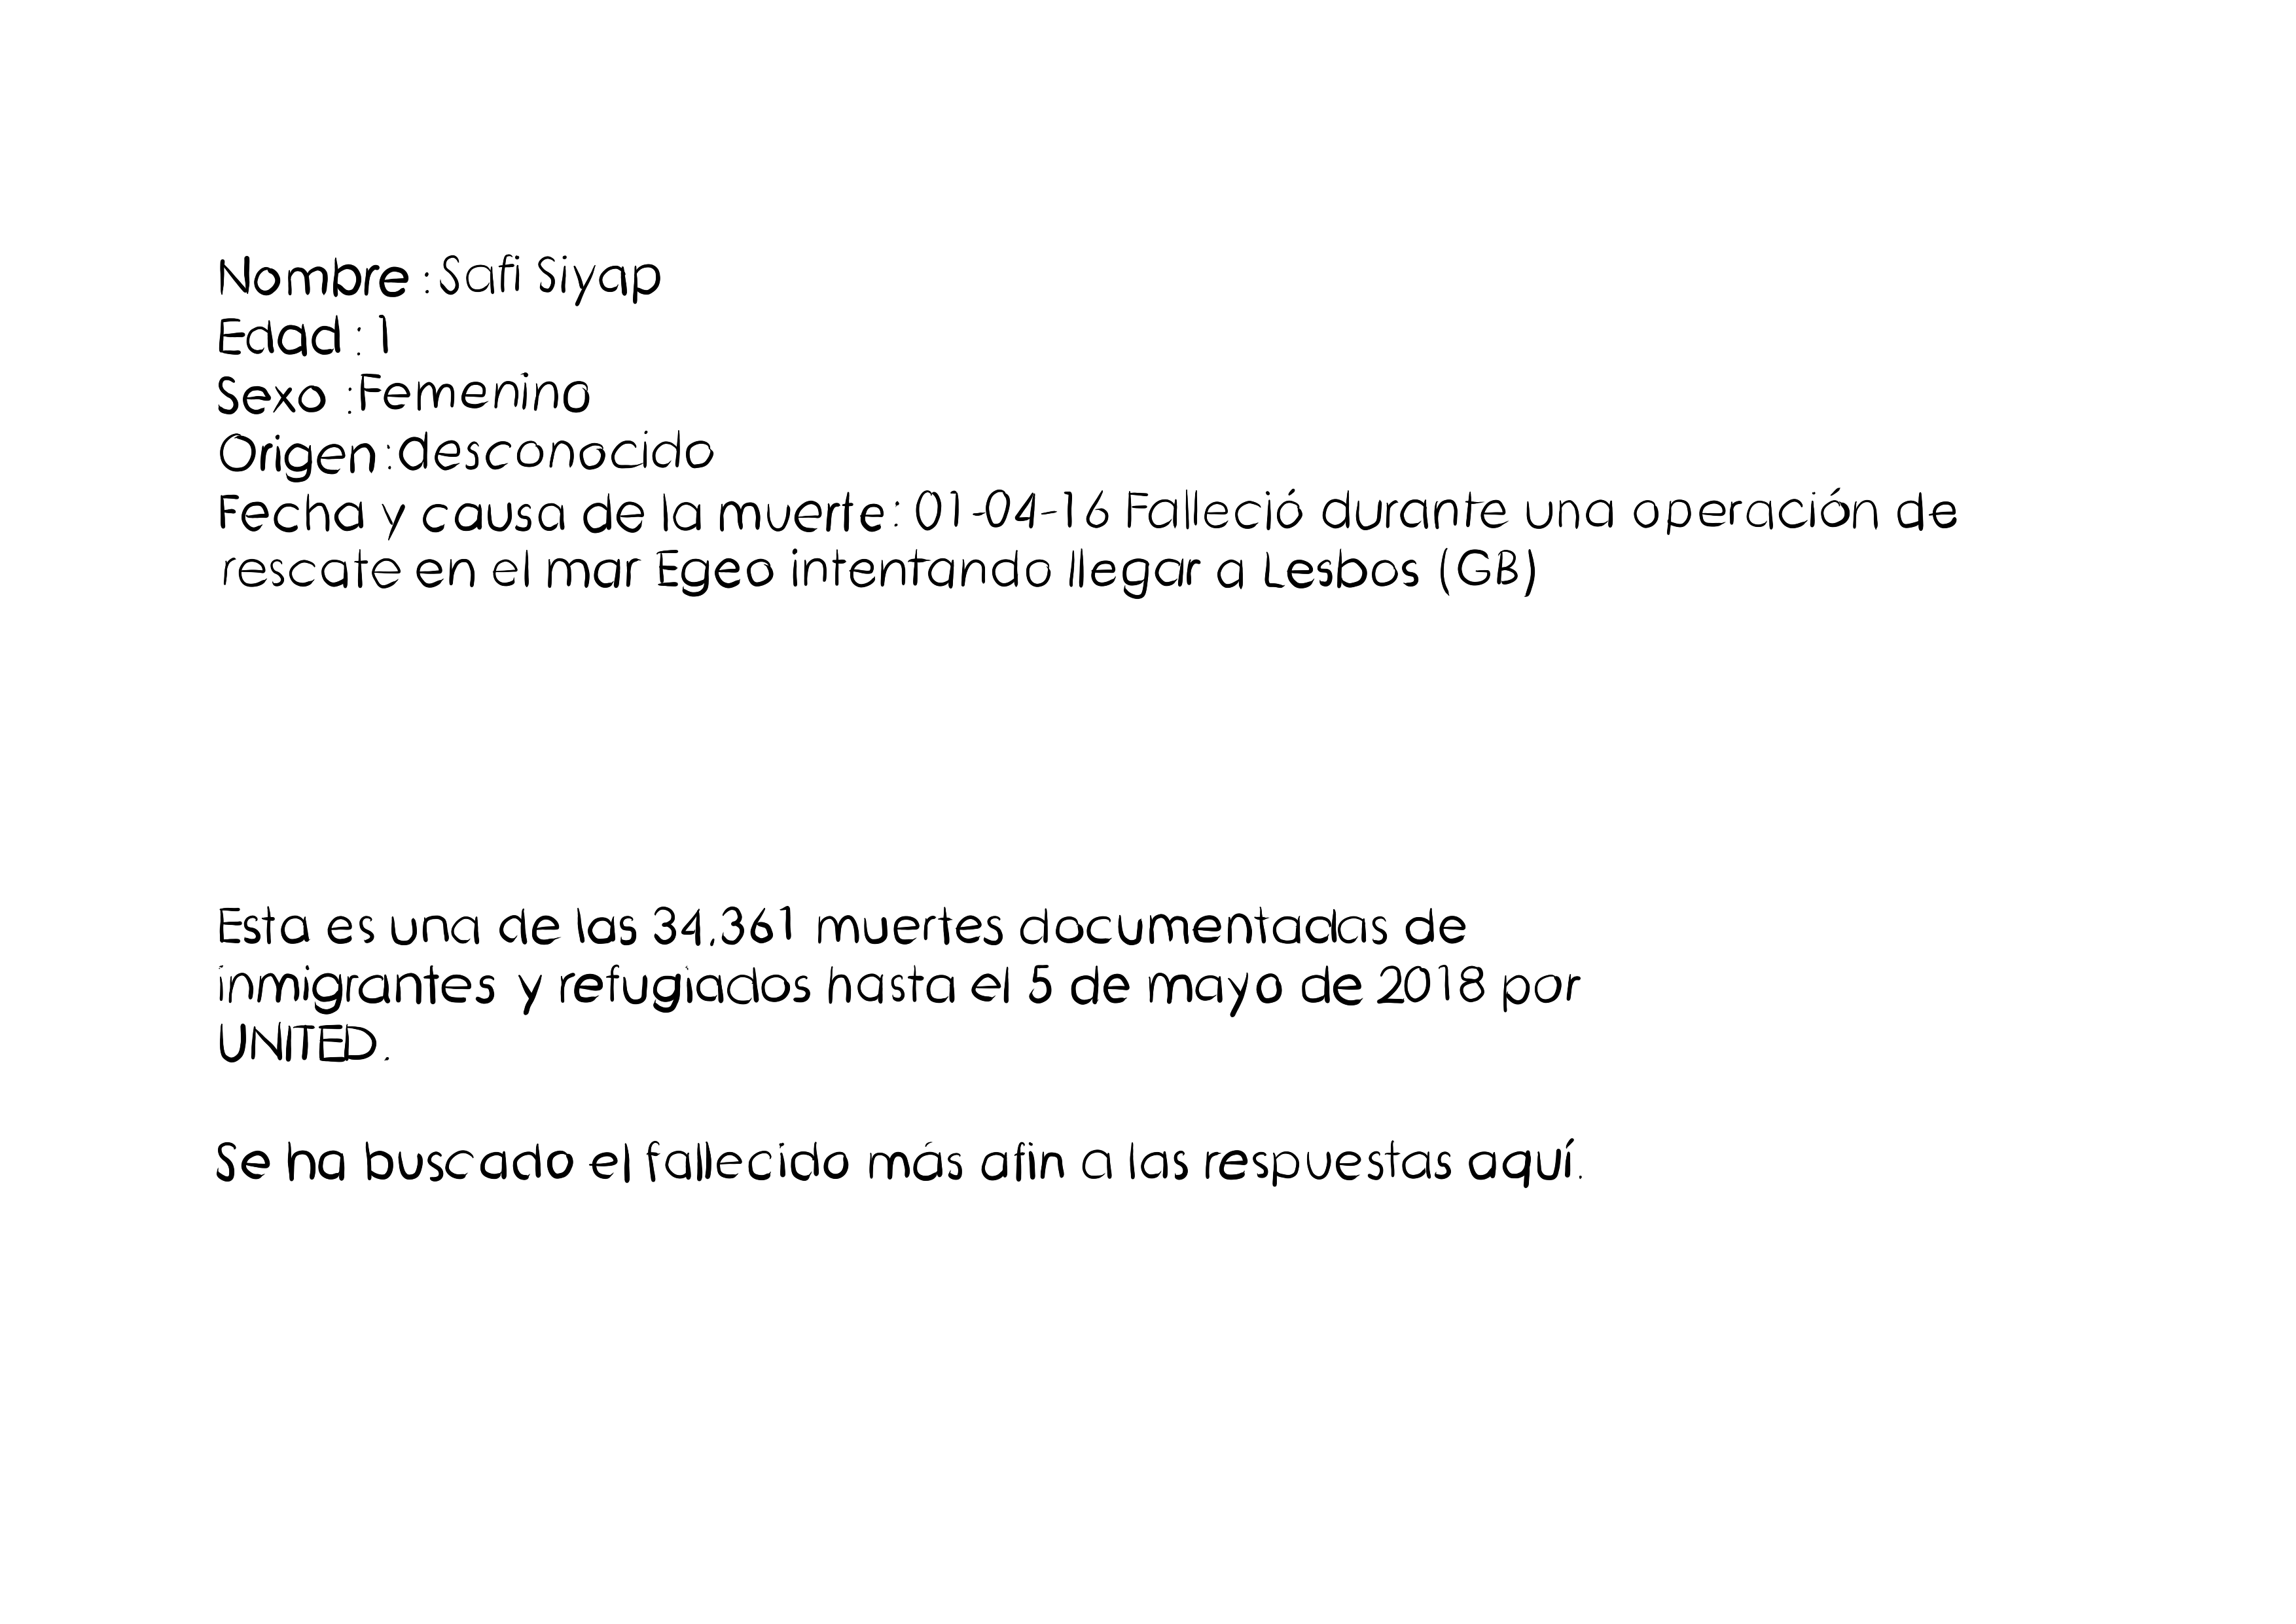 Nombre :Safi Siyap
Edad : 1
Sexo :Femenino
Origen:desconocido
Fecha y causa de la muerte: 01-04-16 Falleció durante una operación de
rescate en el mar Egeo intentando llegar a Lesbos (GB)
Esta es una de las 34,361 muertes documentadas de
inmigrantes y refugiados hasta el 5 de mayo de 2018 por
UNITED.
Se ha buscado el fallecido más afin a las respuestas aquí.